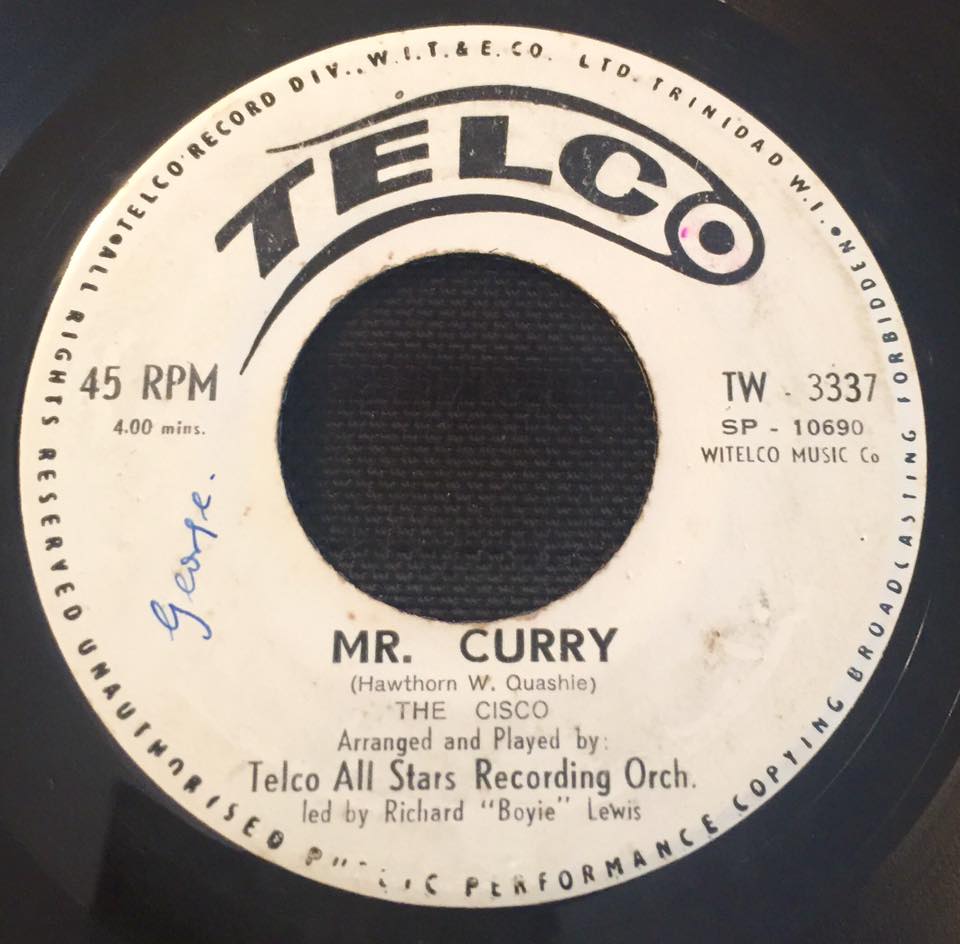 TELCO RECORD DIV., W.I.T. & E. CO. LTD. TRINIDAD W.I.
TELCO
45 RPM
4.00 mins.
TW - 3337
SP - 10690
WITELCO MUSIC Co
George.
MR. CURRY
(Hawthorn W. Quashie)
THE CISCO
Arranged and Played by:
Telco All Stars Recording Orch.
led by Richard "Boyie" Lewis
ALL RIGHTS RESERVED UNAUTHORISED PERFORMANCE COPYING BROADCASTING FORBIDDEN